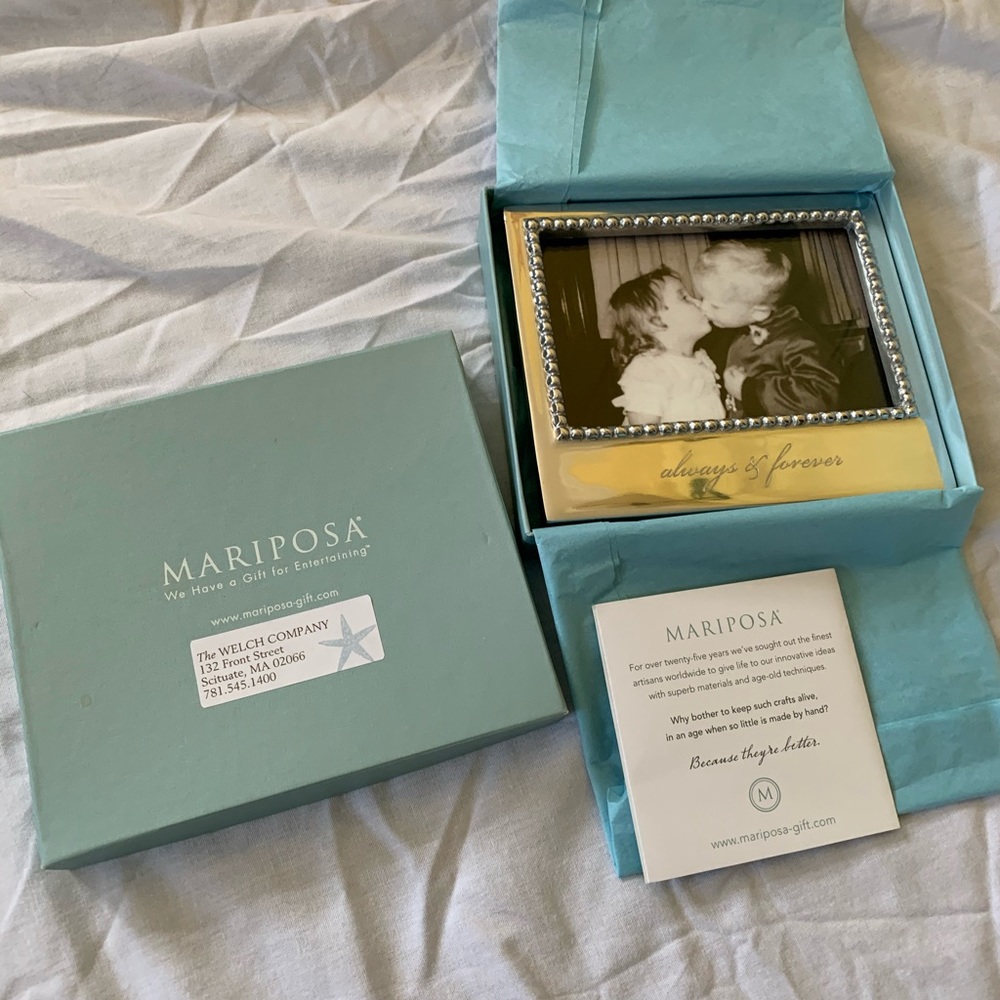 always & forever
MARIPOSA®
We Have a Gift for Entertaining™
www.mariposa-gift.com
The WELCH COMPANY
132 Front Street
Scituate, MA 02066
781.545.1400
MARIPOSA®
For over twenty-five years we've sought out the finest
artisans worldwide to give life to our innovative ideas
with superb materials and age-old techniques.
Why bother to keep such crafts alive,
in an age when so little is made by hand?
Because they're better.
M
www.mariposa-gift.com